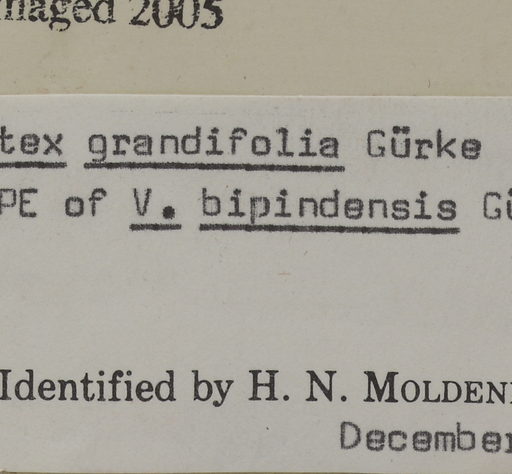 maged 2005
tex grandifolia Gürke
PE of V. bipindensis Gü
Identified by H. N. MOLDEN
December